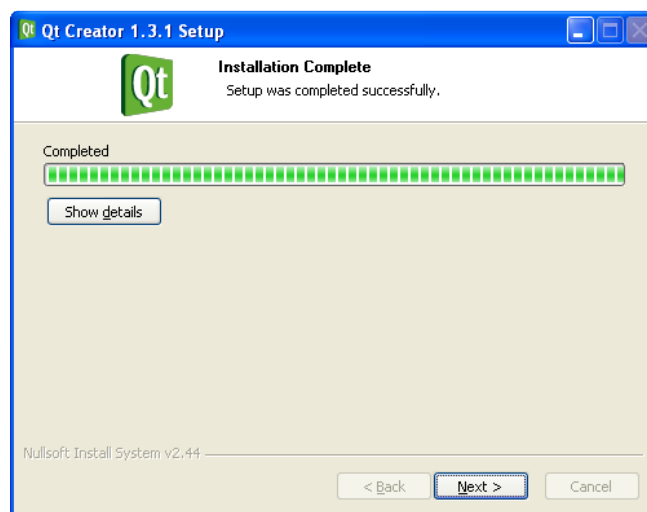 Qt Qt Creator 1.3.1 Setup
Qt
Installation Complete
Setup was completed successfully.
Completed
Show details
Nullsoft Install System v2.44
< Back Next > Cancel